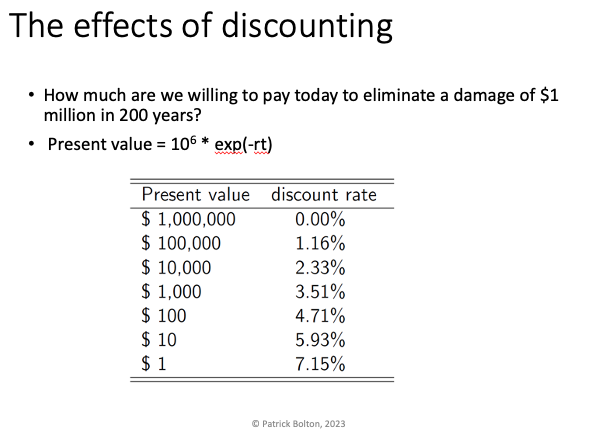 The effects of discounting
• How much are we willing to pay today to eliminate a damage of $1
million in 200 years?
• Present value = 10⁶ * exp(-rt)
Present value discount rate
$ 1,000,000 0.00%
$ 100,000 1.16%
$ 10,000 2.33%
$ 1,000 3.51%
$ 100 4.71%
$ 10 5.93%
$ 1 7.15%
© Patrick Bolton, 2023